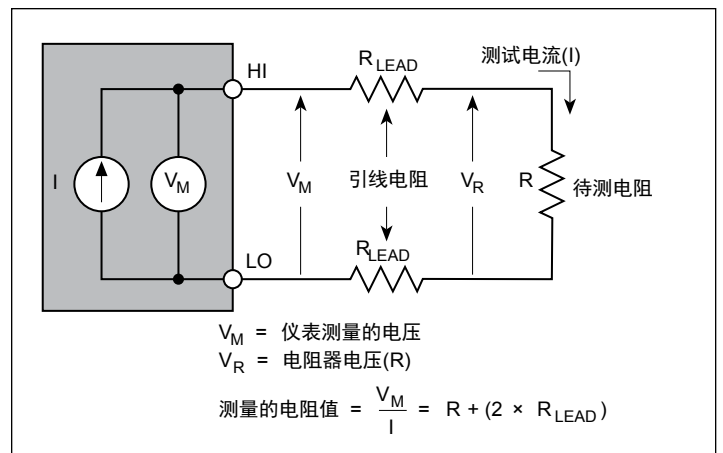 R LEAD
测试电流(I)
HI
I
V M
V M
引线电阻
V R
R
待测电阻
LO
R LEAD
V M = 仪表测量的电压
V R = 电阻器电压(R)
测量的电阻值 = V M / I = R + (2 × R LEAD)